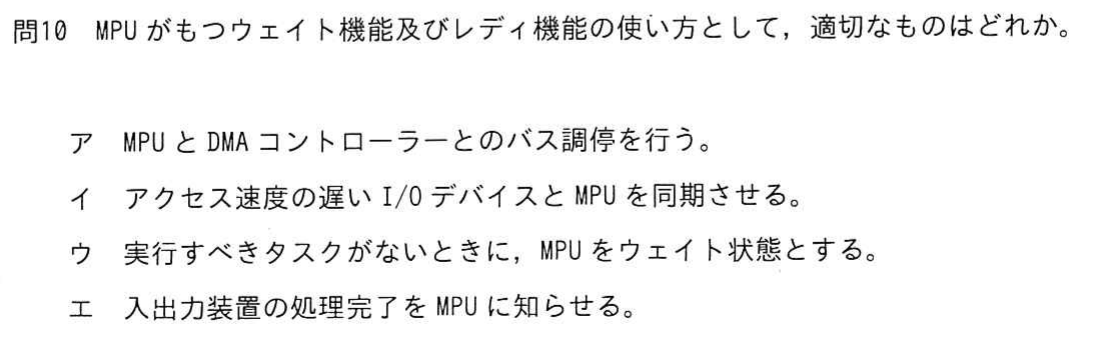 問10 MPU がもつウェイト機能及びレディ機能の使い方として，適切なものはどれか。
ア MPU と DMA コントローラーとのバス調停を行う。
イ アクセス速度の遅い I/O デバイスと MPU を同期させる。
ウ 実行すべきタスクがないときに，MPU をウェイト状態とする。
エ 入出力装置の処理完了を MPU に知らせる。